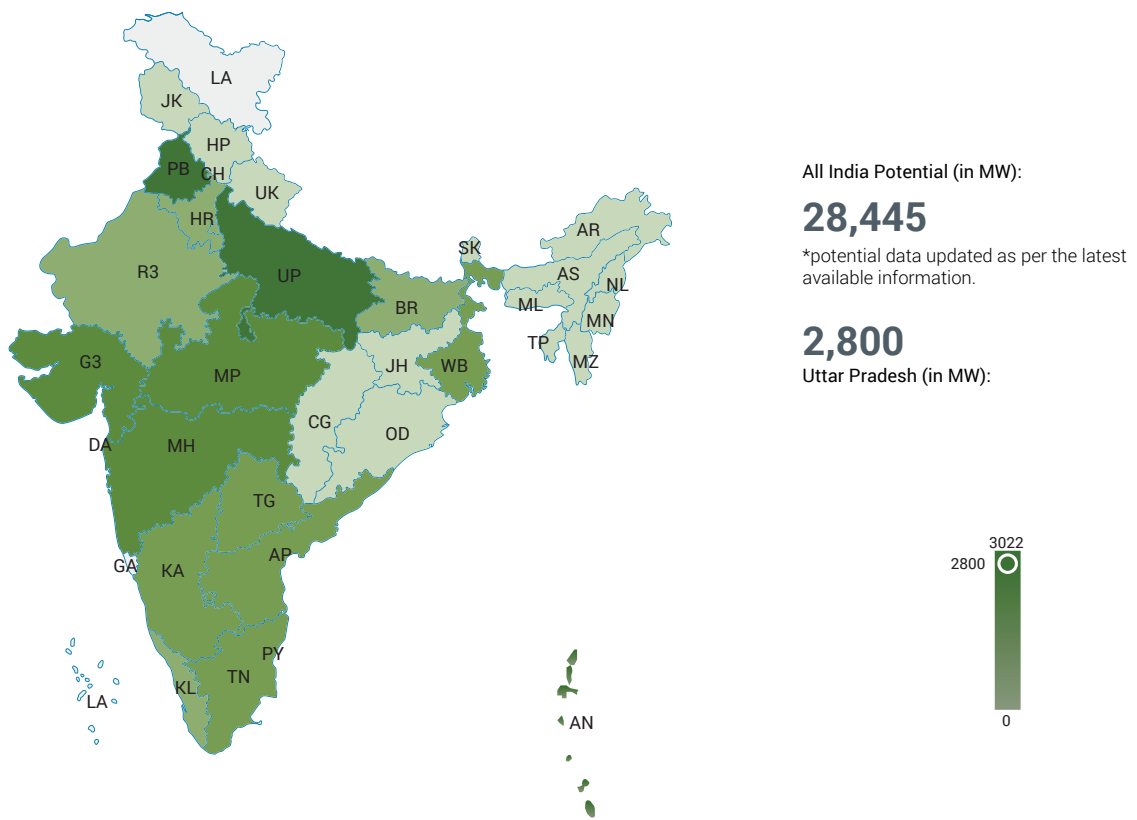 LA
JK
HP
PB
CH
UK
HR
AR
SK
R3
UP
AS
NL
ML
BR
MN
TP
G3
MP
JH
WB
MZ
CG
OD
DA
MH
TG
AP
GA
KA
PY
TN
KL
LA
AN
All India Potential (in MW):
28,445
*potential data updated as per the latest
available information.
2,800
Uttar Pradesh (in MW):
3022
2800
0